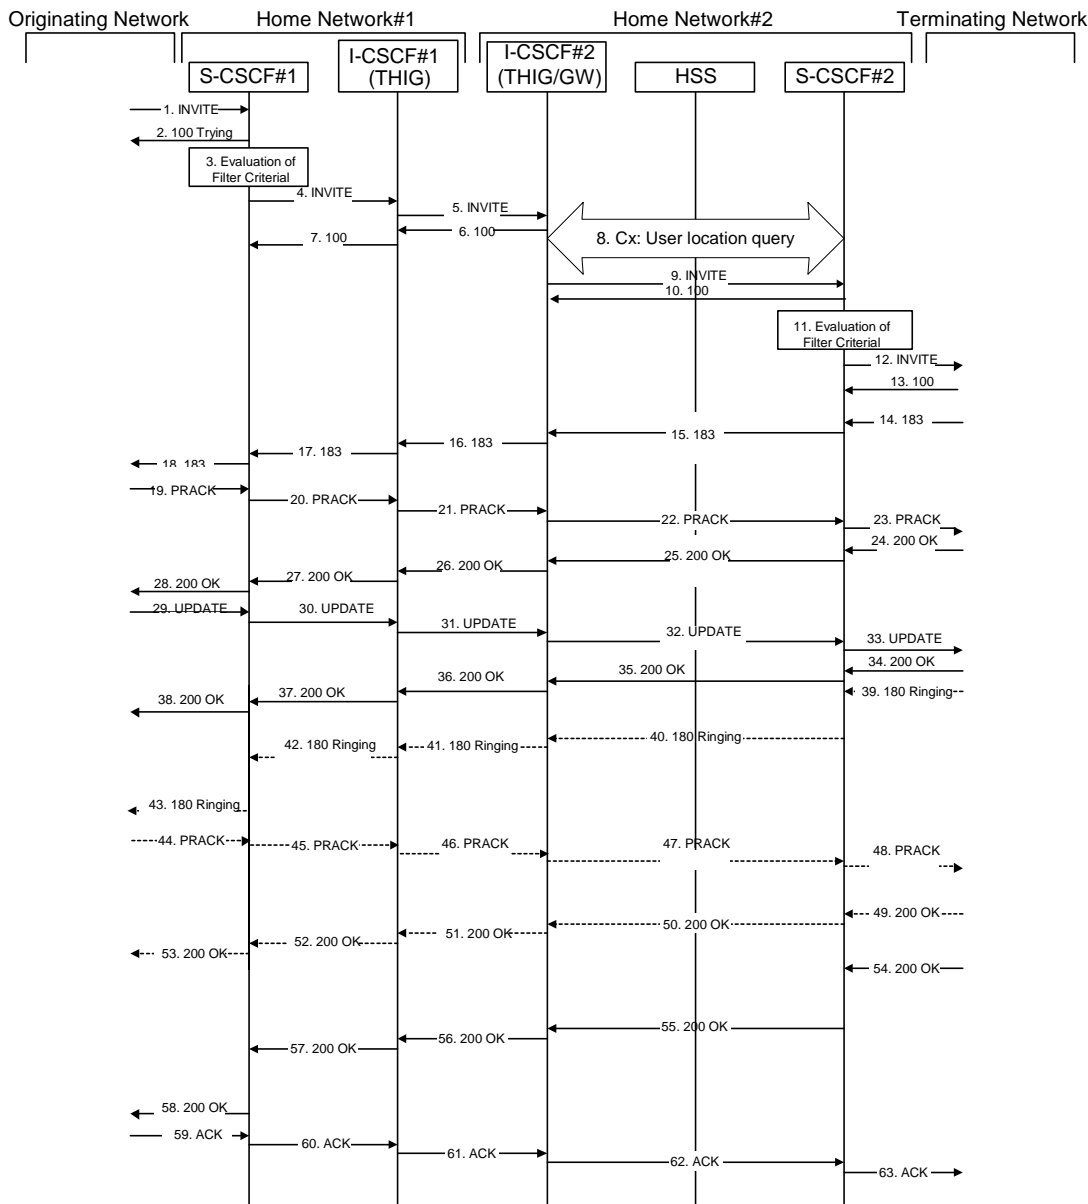 Originating Network
Home Network#1
Home Network#2
Terminating Network
S-CSCF#1
I-CSCF#1
(THIG)
I-CSCF#2
(THIG/GW)
HSS
S-CSCF#2
1. INVITE
2. 100 Trying
3. Evaluation of
Filter Criterial
4. INVITE
5. INVITE
6. 100
7. 100
8. Cx: User location query
9. INVITE
10. 100
11. Evaluation of
Filter Criterial
12. INVITE
13. 100
14. 183
15. 183
16. 183
17. 183
18. 183
19. PRACK
20. PRACK
21. PRACK
22. PRACK
23. PRACK
24. 200 OK
25. 200 OK
26. 200 OK
27. 200 OK
28. 200 OK
29. UPDATE
30. UPDATE
31. UPDATE
32. UPDATE
33. UPDATE
34. 200 OK
35. 200 OK
36. 200 OK
37. 200 OK
38. 200 OK
39. 180 Ringing
40. 180 Ringing
41. 180 Ringing
42. 180 Ringing
43. 180 Ringing
44. PRACK
45. PRACK
46. PRACK
47. PRACK
48. PRACK
49. 200 OK
50. 200 OK
51. 200 OK
52. 200 OK
53. 200 OK
54. 200 OK
55. 200 OK
56. 200 OK
57. 200 OK
58. 200 OK
59. ACK
60. ACK
61. ACK
62. ACK
63. ACK